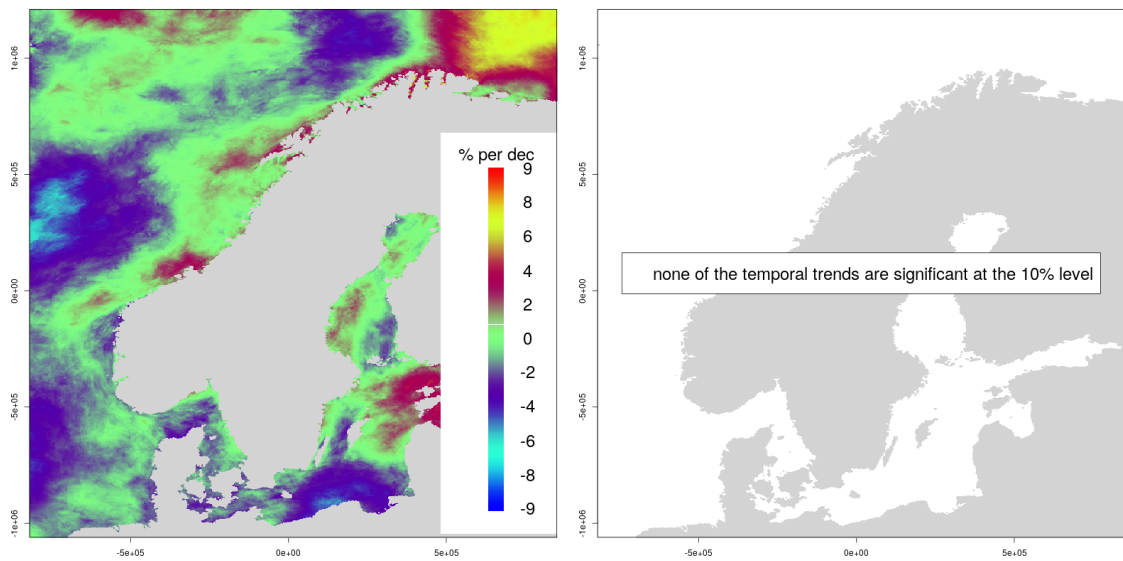 % per dec
9
8
6
4
2
0
-2
-4
-6
-8
-9
1e+06
5e+05
0e+00
-5e+05
-1e+06
-5e+05
0e+00
5e+05
none of the temporal trends are significant at the 10% level
1e+06
5e+05
0e+00
-5e+05
-1e+06
-5e+05
0e+00
5e+05